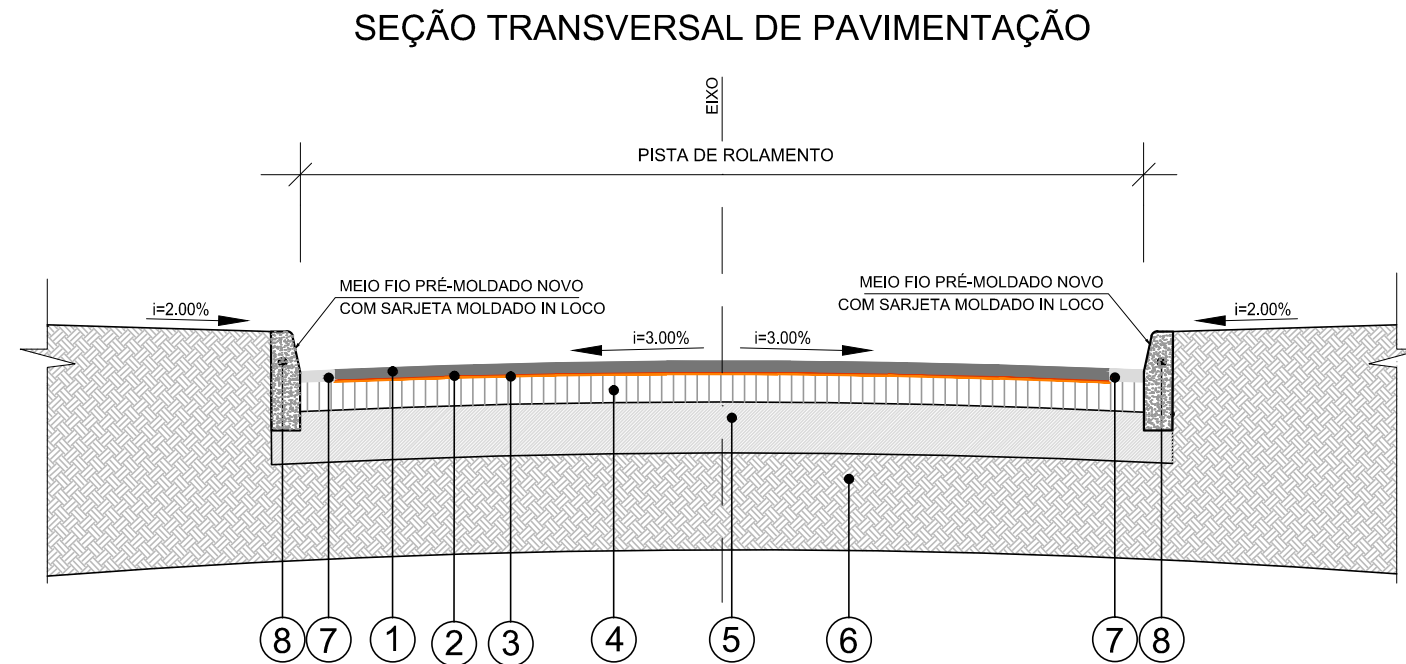 SEÇÃO TRANSVERSAL DE PAVIMENTAÇÃO
EIXO
PISTA DE ROLAMENTO
MEIO FIO PRÉ-MOLDADO NOVO
COM SARJETA MOLDADO IN LOCO
MEIO FIO PRÉ-MOLDADO NOVO
COM SARJETA MOLDADO IN LOCO
i=2.00%
i=3.00%
i=3.00%
i=2.00%
8
7
1
2
3
4
5
6
7
8